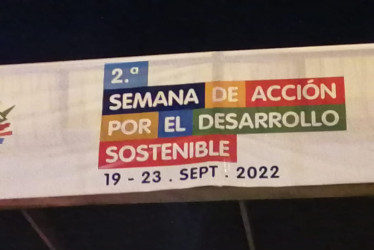 2.ª
SEMANA DE ACCIÓN
POR EL DESARROLLO
SOSTENIBLE
19 - 23 . SEPT . 2022